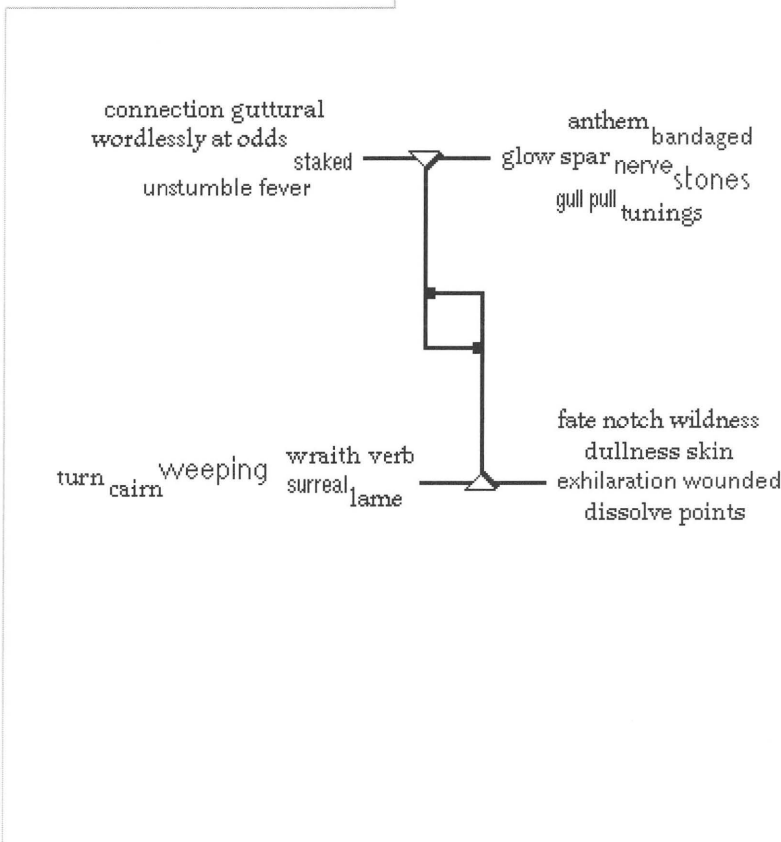 connection guttural
wordlessly at odds
staked
unstumble fever
anthem
bandaged
glow spar
nerve
stones
gull pull
tunings
wraith verb
weeping
turn
cairn
surreal
lame
fate notch wildness
dullness skin
exhilaration wounded
dissolve points